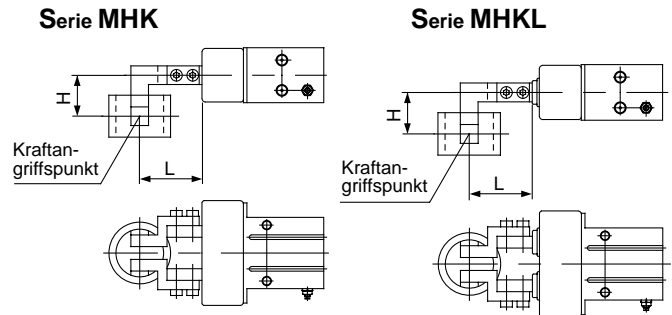 Serie MHK
Serie MHKL
H
Kraftan-
griffspunkt
L
H
Kraftan-
griffspunkt
L